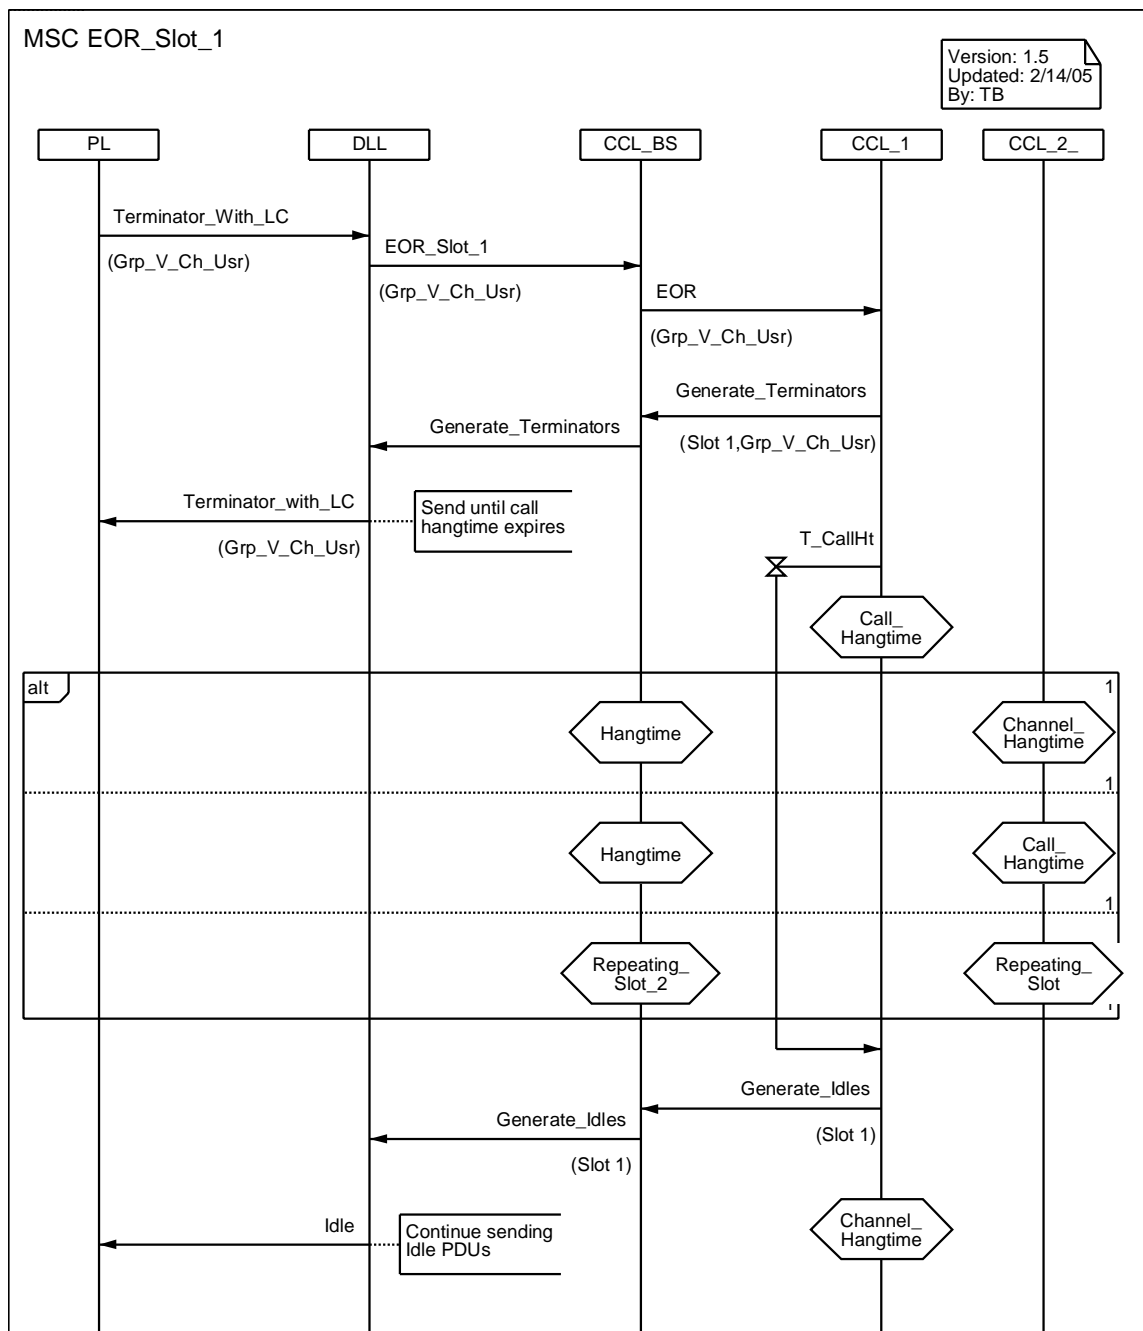 MSC EOR_Slot_1
Version: 1.5
Updated: 2/14/05
By: TB
PL
DLL
CCL_BS
CCL_1
CCL_2_
Terminator_With_LC
(Grp_V_Ch_Usr)
EOR_Slot_1
(Grp_V_Ch_Usr)
EOR
(Grp_V_Ch_Usr)
Generate_Terminators
(Slot 1,Grp_V_Ch_Usr)
Generate_Terminators
Terminator_with_LC
(Grp_V_Ch_Usr)
Send until call
hangtime expires
T_CallHt
Call_
Hangtime
alt
1
Hangtime
Channel_
Hangtime
1
Hangtime
Call_
Hangtime
1
Repeating_
Slot_2
Repeating_
Slot
Generate_Idles
(Slot 1)
Generate_Idles
(Slot 1)
Idle
Continue sending
Idle PDUs
Channel_
Hangtime